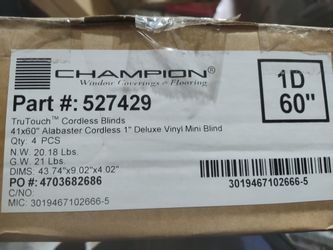 CHAMPION®
Window Coverings & Flooring
1D
60"
Part #: 527429
TruTouch™ Cordless Blinds
41x60" Alabaster Cordless 1" Deluxe Vinyl Mini Blind
Qty: 4 PCS
N.W. 20.18 Lbs.
G.W. 21 Lbs.
DIMS: 43.74"x9.02"x4.02"
PO #: 4703682686
C/NO:
MIC: 3019467102666-5
3019467102666-5